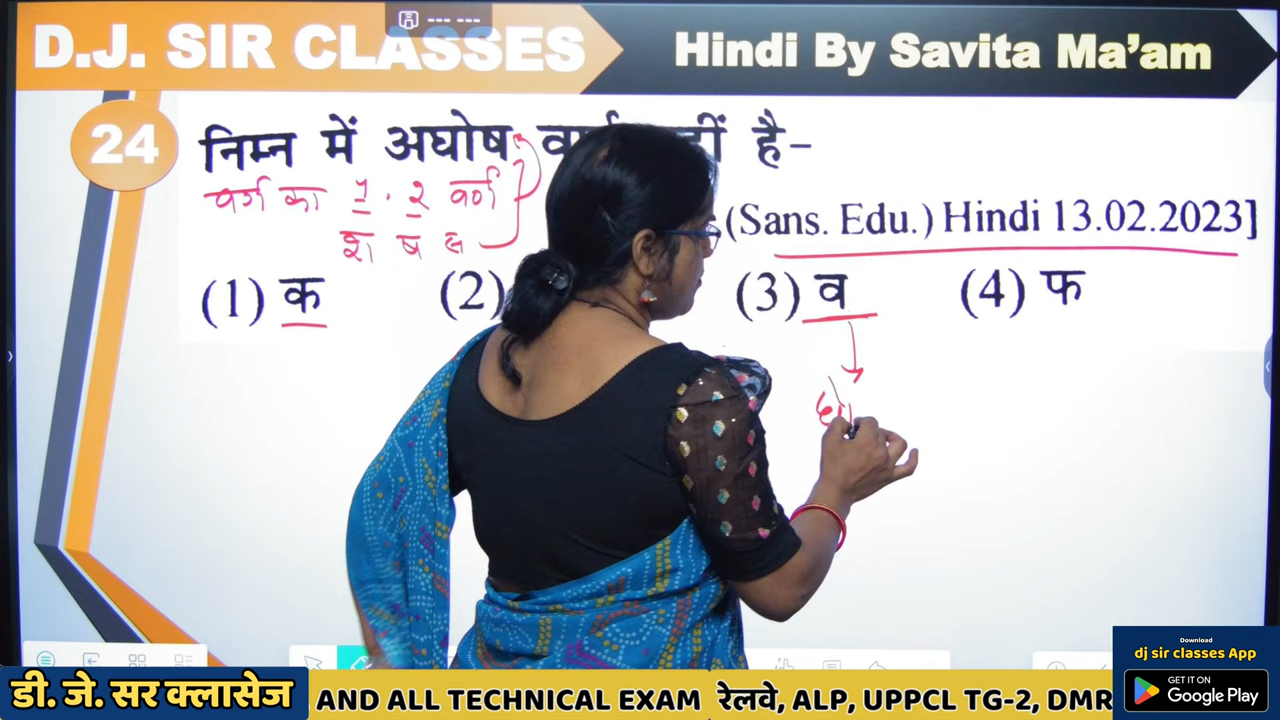 D.J. SIR CLASSES
Hindi By Savita Ma’am
24 निम्न में अघोष है-
वर्ग का 1, 2 वर्ण
श ष स
(Sans. Edu.) Hindi 13.02.2023]
(1) क (2) (3) व (4) फ
Download
dj sir classes App
GET IT ON
Google Play
डी. जे. सर क्लासेज AND ALL TECHNICAL EXAM रेलवे, ALP, UPPCL TG-2, DMR